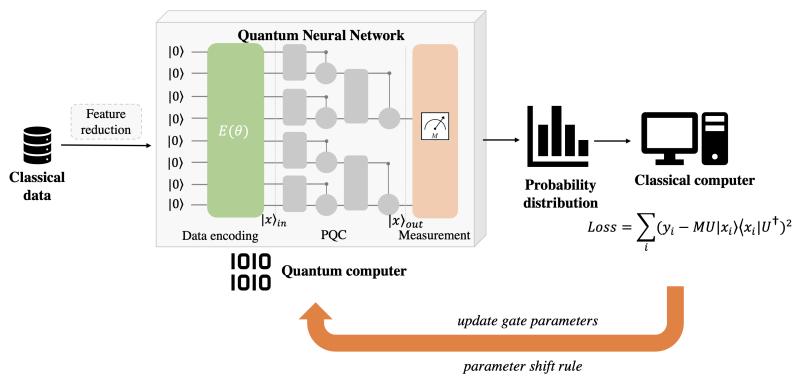 Quantum Neural Network
|0⟩
|0⟩
|0⟩
|0⟩
|0⟩
|0⟩
|0⟩
|0⟩
E(θ)
M
|x⟩in
|x⟩out
Data encoding
PQC
Measurement
Feature
reduction
Classical
data
1010
1010
Quantum computer
Probability
distribution
Classical computer
Loss = ∑i (yi − MU|xi⟩⟨xi|U†)²
update gate parameters
parameter shift rule